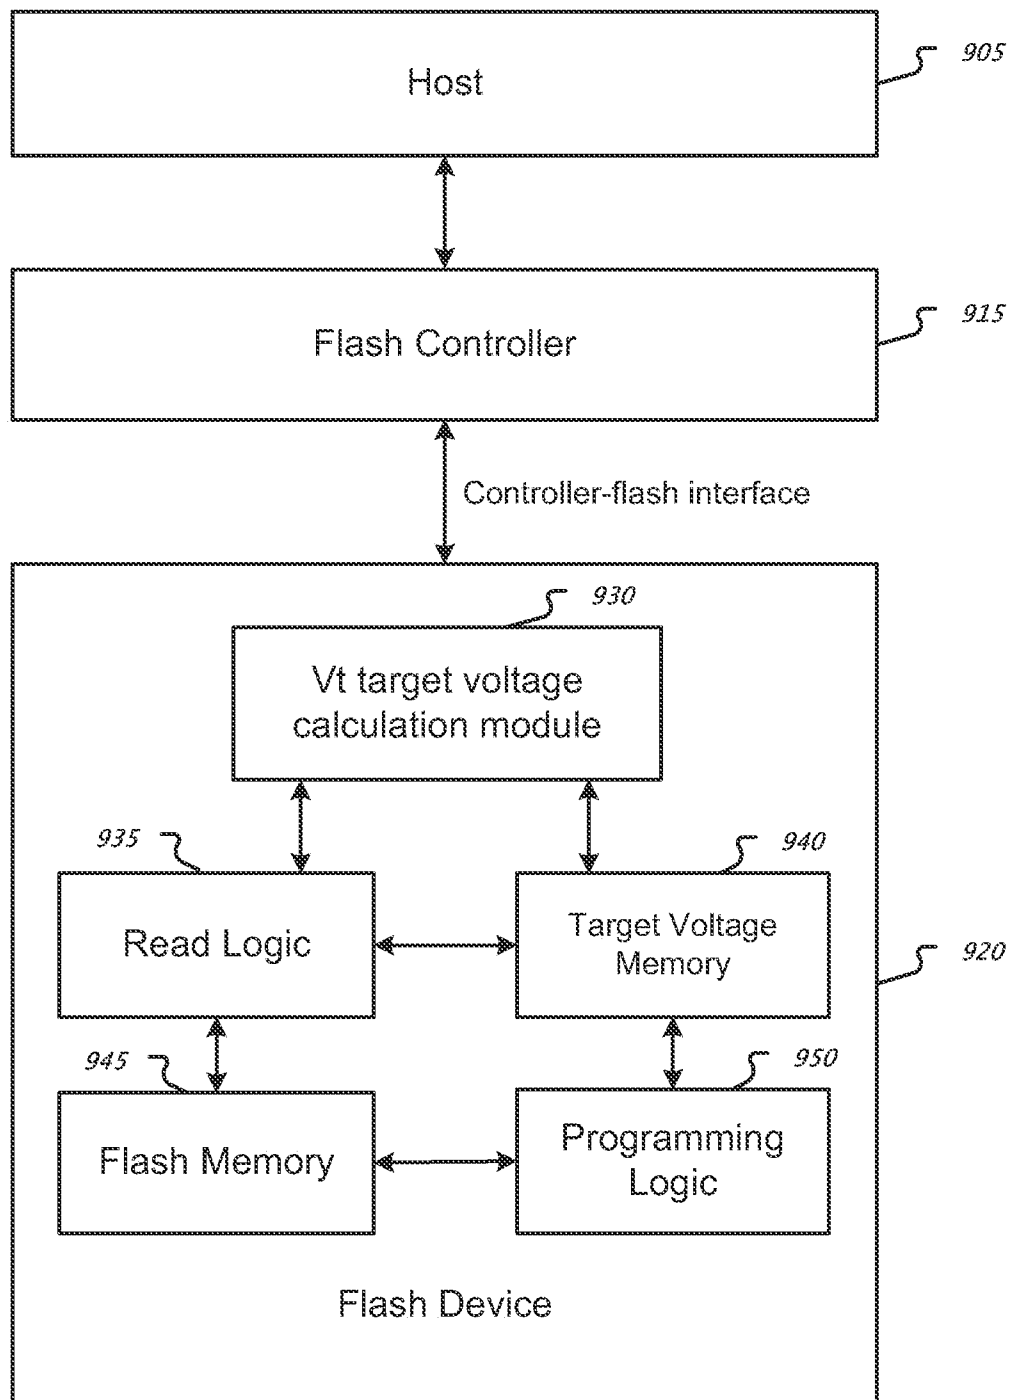 Host
905
Flash Controller
915
Controller-flash interface
930
Vt target voltage
calculation module
935
940
Read Logic
Target Voltage
Memory
920
945
950
Flash Memory
Programming
Logic
Flash Device